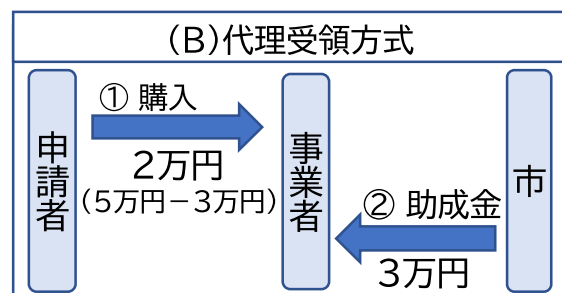 (B)代理受領方式
申請者
① 購入
2万円
(5万円－3万円)
事業者
② 助成金
3万円
市